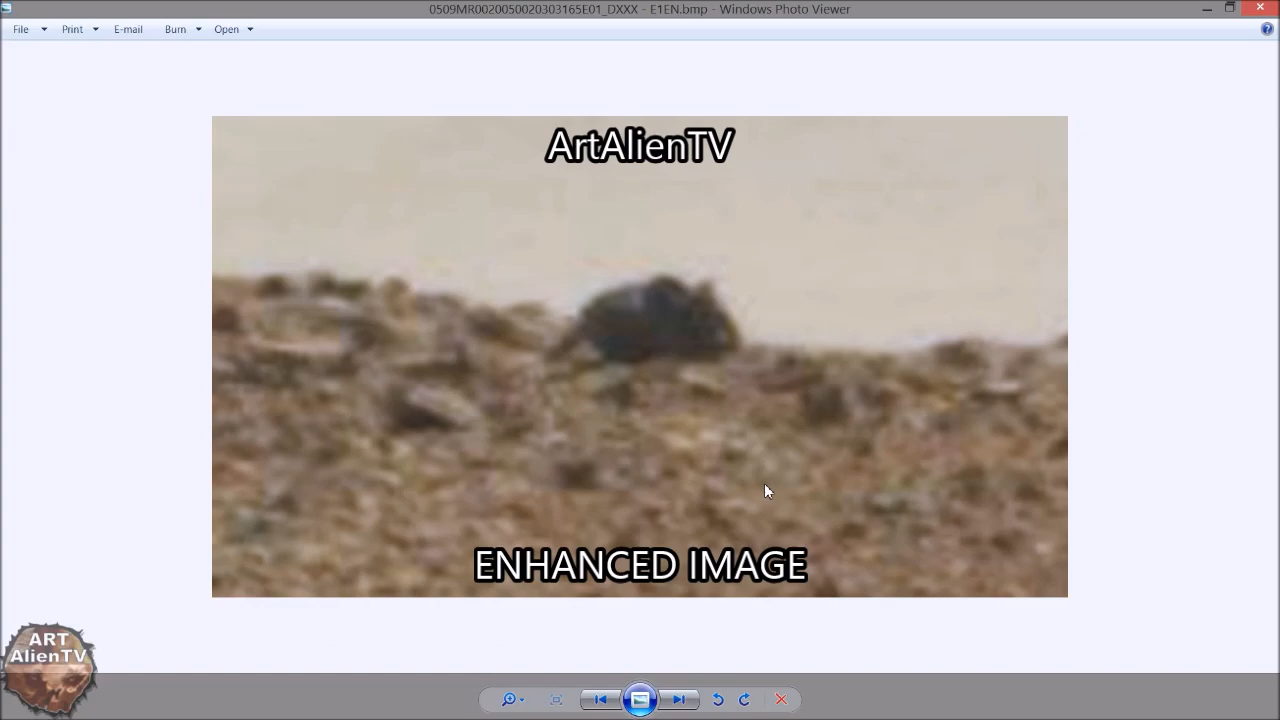 0509MR0020050020303165E01_DXXX - E1EN.bmp - Windows Photo Viewer
File Print E-mail Burn Open
ArtAlienTV
ENHANCED IMAGE
ART
AlienTV